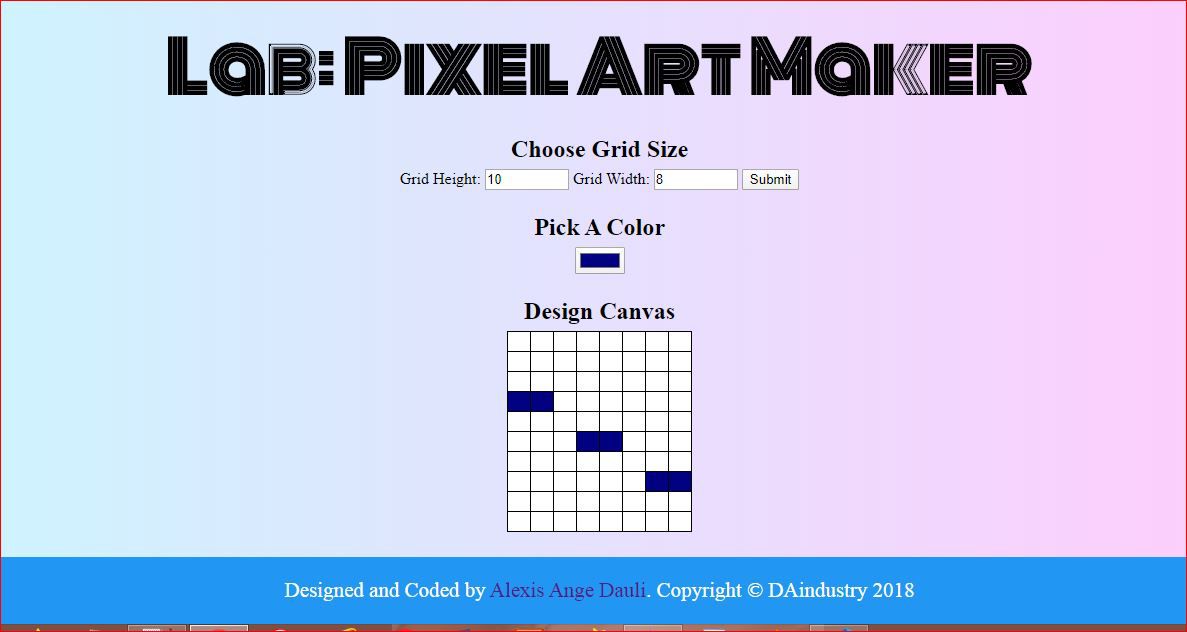 Lab: Pixel Art Maker
Choose Grid Size
Grid Height: 10 Grid Width: 8 Submit
Pick A Color
Design Canvas
Designed and Coded by Alexis Ange Dauli. Copyright © DAindustry 2018